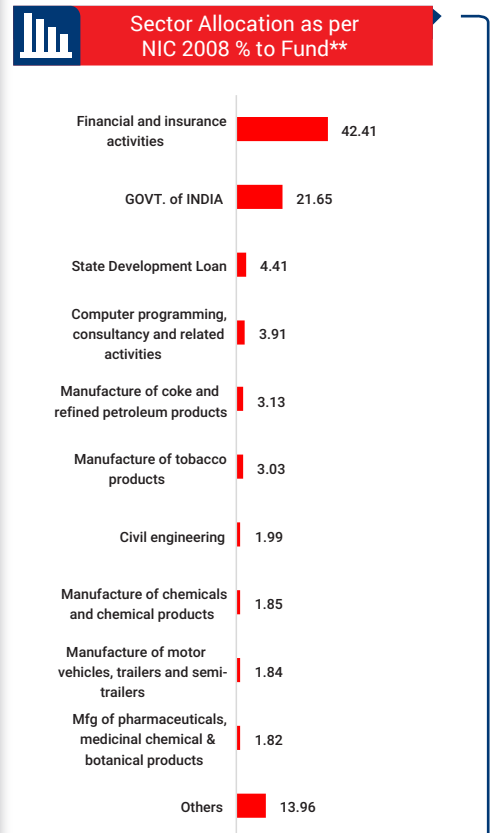 Sector Allocation as per
NIC 2008 % to Fund**
Financial and insurance
activities
42.41
GOVT. of INDIA
21.65
State Development Loan
4.41
Computer programming,
consultancy and related
activities
3.91
Manufacture of coke and
refined petroleum products
3.13
Manufacture of tobacco
products
3.03
Civil engineering
1.99
Manufacture of chemicals
and chemical products
1.85
Manufacture of motor
vehicles, trailers and semi-
trailers
1.84
Mfg of pharmaceuticals,
medicinal chemical &
botanical products
1.82
Others
13.96